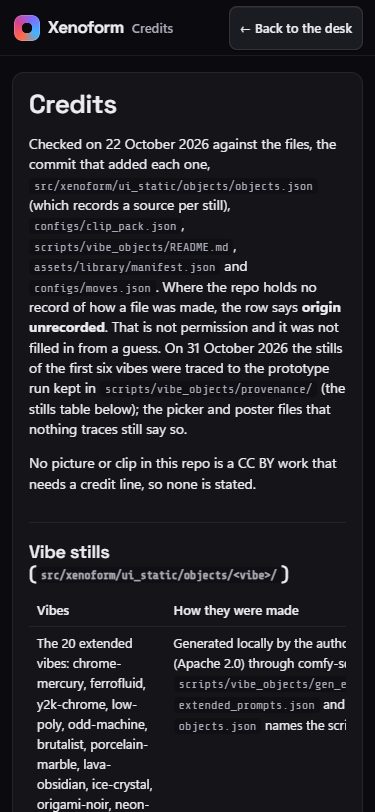 Xenoform Credits ← Back to the desk
Credits
Checked on 22 October 2026 against the files, the
commit that added each one,
src/xenoform/ui_static/objects/objects.json
(which records a source per still),
configs/clip_pack.json ,
scripts/vibe_objects/README.md ,
assets/library/manifest.json and
configs/moves.json . Where the repo holds no
record of how a file was made, the row says origin
unrecorded. That is not permission and it was not
filled in from a guess. On 31 October 2026 the stills
of the first six vibes were traced to the prototype
run kept in scripts/vibe_objects/provenance/ (the
stills table below); the picker and poster files that
nothing traces still say so.
No picture or clip in this repo is a CC BY work that
needs a credit line, so none is stated.
Vibe stills
( src/xenoform/ui_static/objects/<vibe>/ )
Vibes How they were made
The 20 extended Generated locally by the autho
vibes: chrome- (Apache 2.0) through comfy-s
mercury, ferrofluid, scripts/vibe_objects/gen_e
y2k-chrome, low- extended_prompts.json and
poly, odd-machine, objects.json names the scri
brutalist, porcelain-
marble, lava-
obsidian, ice-crystal,
origami-noir, neon-